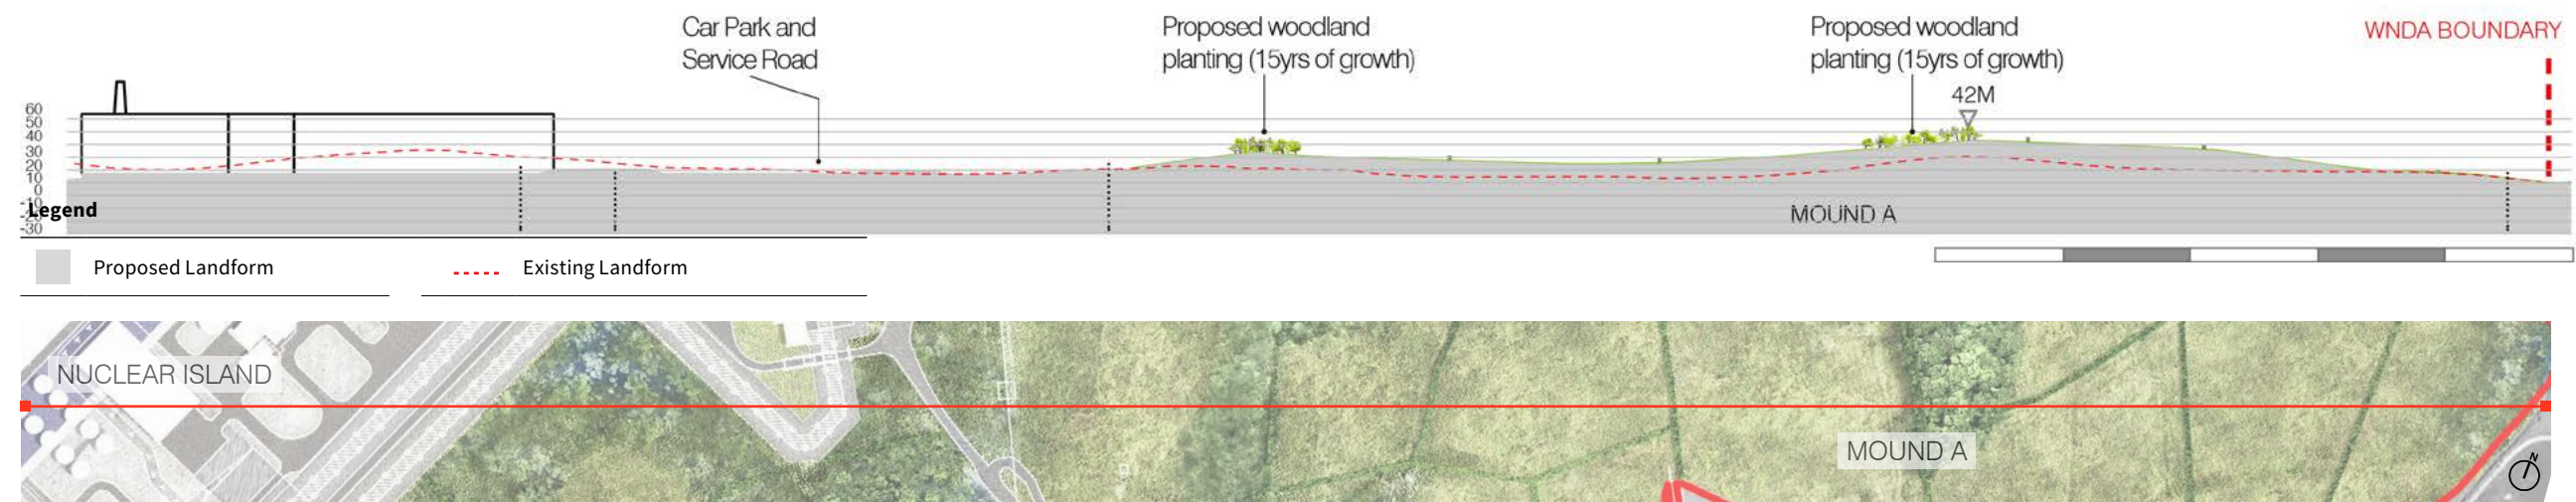 Car Park and
Service Road
Proposed woodland
planting (15yrs of growth)
Proposed woodland
planting (15yrs of growth)
WNDA BOUNDARY
42M
60
50
40
30
20
10
0
-10
-30
Legend
MOUND A
Proposed Landform
Existing Landform
NUCLEAR ISLAND
MOUND A
N